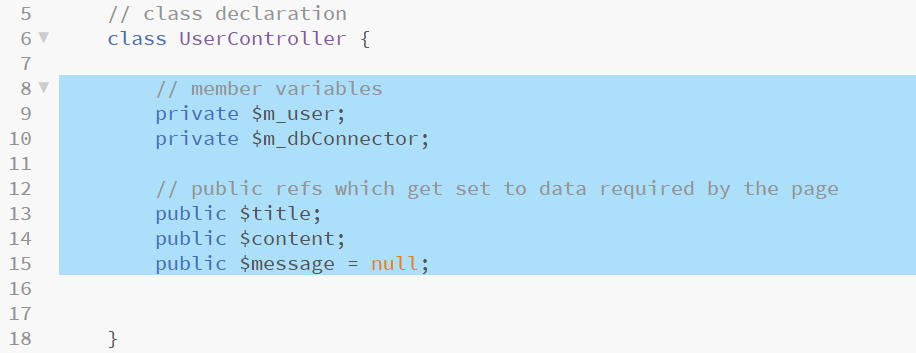 5 // class declaration
6 class UserController {
7
8 // member variables
9 private $m_user;
10 private $m_dbConnector;
11
12 // public refs which get set to data required by the page
13 public $title;
14 public $content;
15 public $message = null;
16
17
18 }